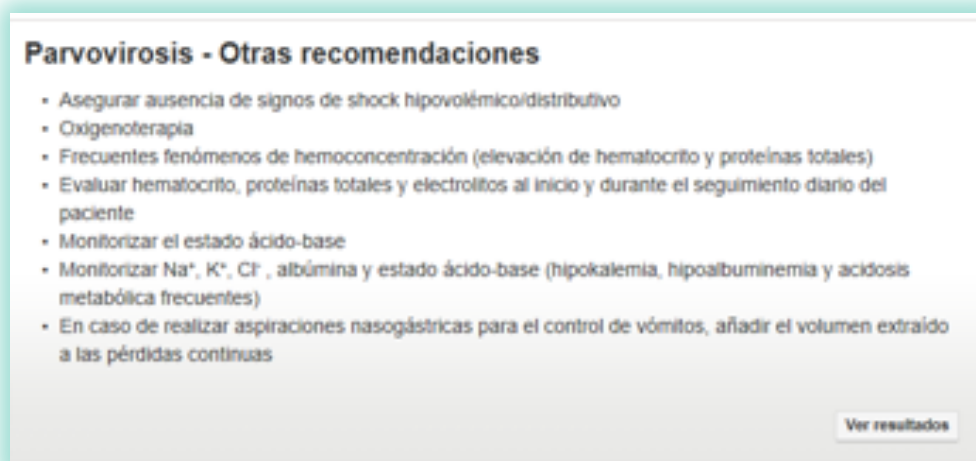 Parvovirosis - Otras recomendaciones
• Asegurar ausencia de signos de shock hipovolémico/distributivo
• Oxigenoterapia
• Frecuentes fenómenos de hemoconcentración (elevación de hematocrito y proteínas totales)
• Evaluar hematocrito, proteínas totales y electrolitos al inicio y durante el seguimiento diario del
paciente
• Monitorizar el estado ácido-base
• Monitorizar Na⁺, K⁺, Cl⁻ , albúmina y estado ácido-base (hipokalemia, hipoalbuminemia y acidosis
metabólica frecuentes)
• En caso de realizar aspiraciones nasogástricas para el control de vómitos, añadir el volumen extraído
a las pérdidas continuas
Ver resultados